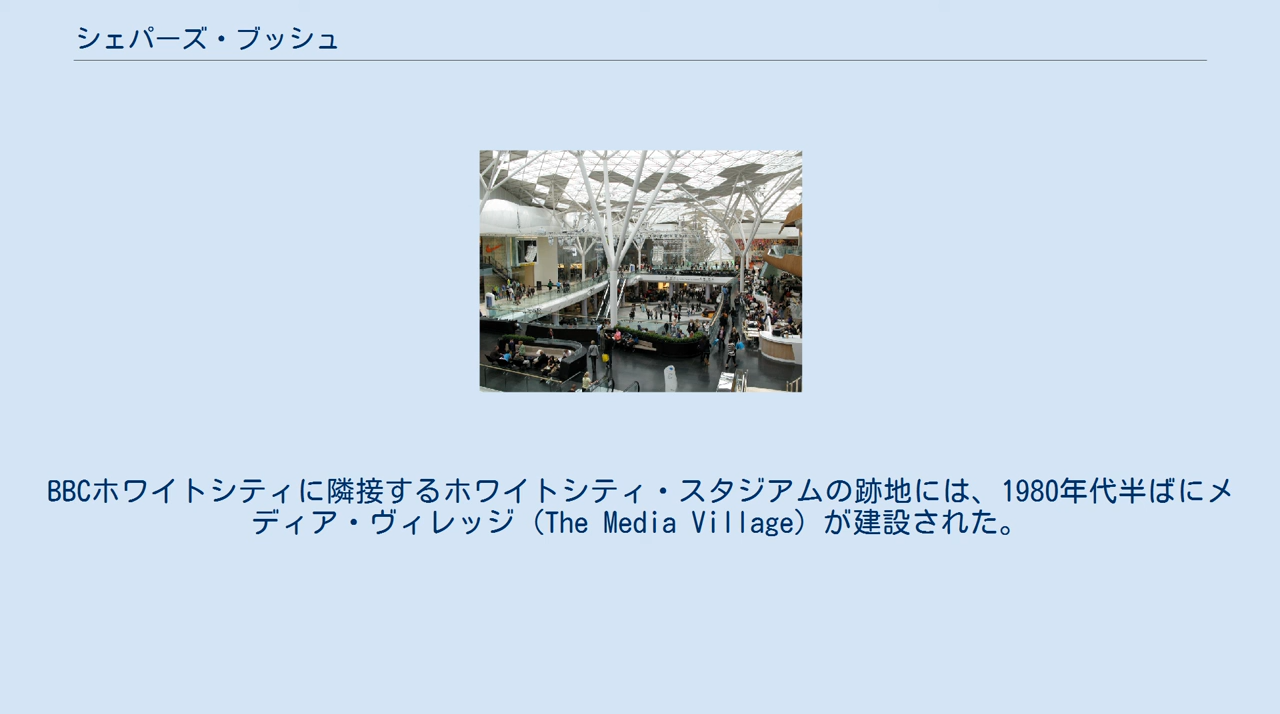 シェパーズ・ブッシュ
BBCホワイトシティに隣接するホワイトシティ・スタジアムの跡地には、1980年代半ばにメ
ディア・ヴィレッジ（The Media Village）が建設された。